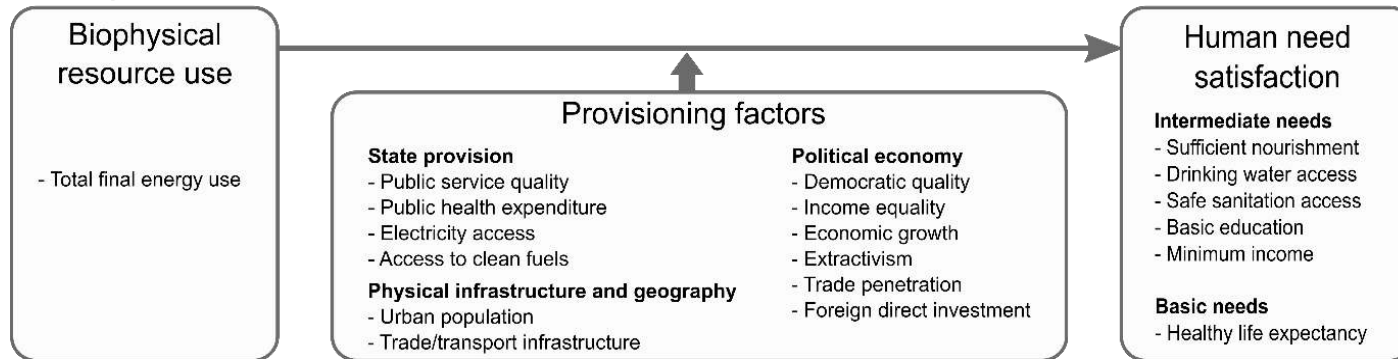 Biophysical
resource use
- Total final energy use
Provisioning factors
State provision
- Public service quality
- Public health expenditure
- Electricity access
- Access to clean fuels
Physical infrastructure and geography
- Urban population
- Trade/transport infrastructure
Political economy
- Democratic quality
- Income equality
- Economic growth
- Extractivism
- Trade penetration
- Foreign direct investment
Human need
satisfaction
Intermediate needs
- Sufficient nourishment
- Drinking water access
- Safe sanitation access
- Basic education
- Minimum income
Basic needs
- Healthy life expectancy